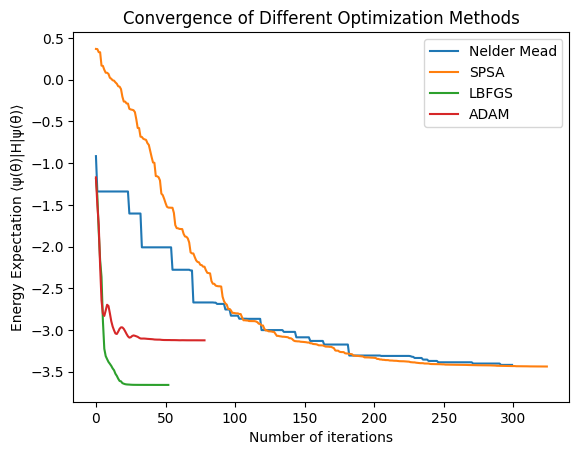 Convergence of Different Optimization Methods
Energy Expectation ⟨ψ(θ)|H|ψ(θ)⟩
0.5
0.0
−0.5
−1.0
−1.5
−2.0
−2.5
−3.0
−3.5
Nelder Mead
SPSA
LBFGS
ADAM
0 50 100 150 200 250 300
Number of iterations